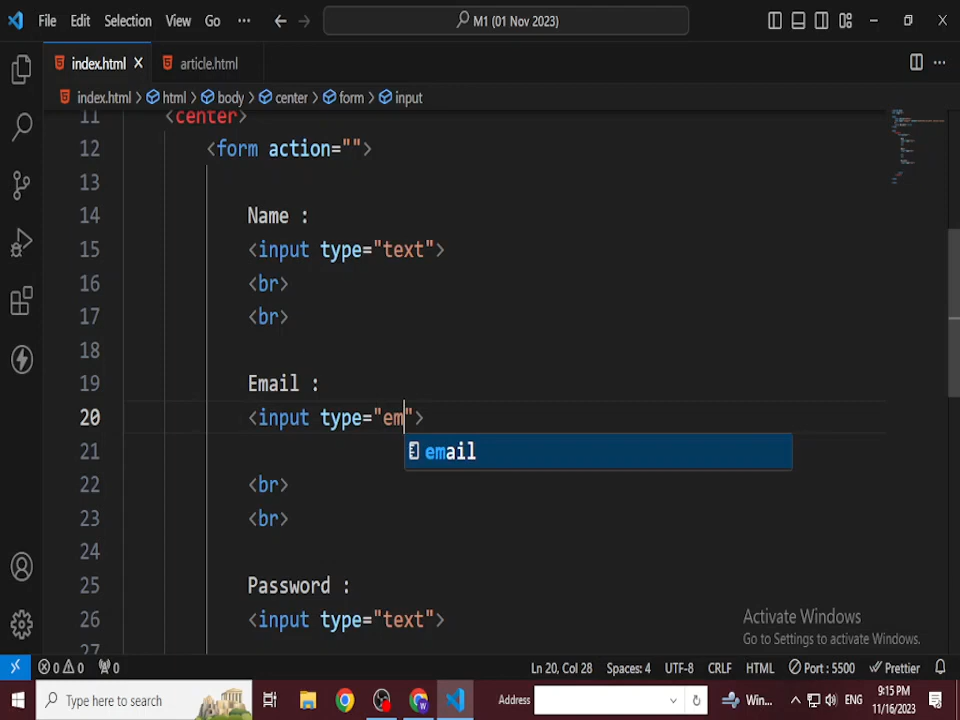 File Edit Selection View Go ··· M1 (01 Nov 2023)
index.html article.html
index.html > html > body > center > form > input
11 <center>
12 <form action="">
13
14 Name :
15 <input type="text">
16 <br>
17 <br>
18
19 Email :
20 <input type="em">
21 email
22 <br>
23 <br>
24
25 Password :
26 <input type="text">
27
Activate Windows
Go to Settings to activate Windows.
0 0 0 Ln 20, Col 28 Spaces: 4 UTF-8 CRLF HTML Port : 5500 Prettier
Type here to search Address Win... ENG 9:15 PM
11/16/2023